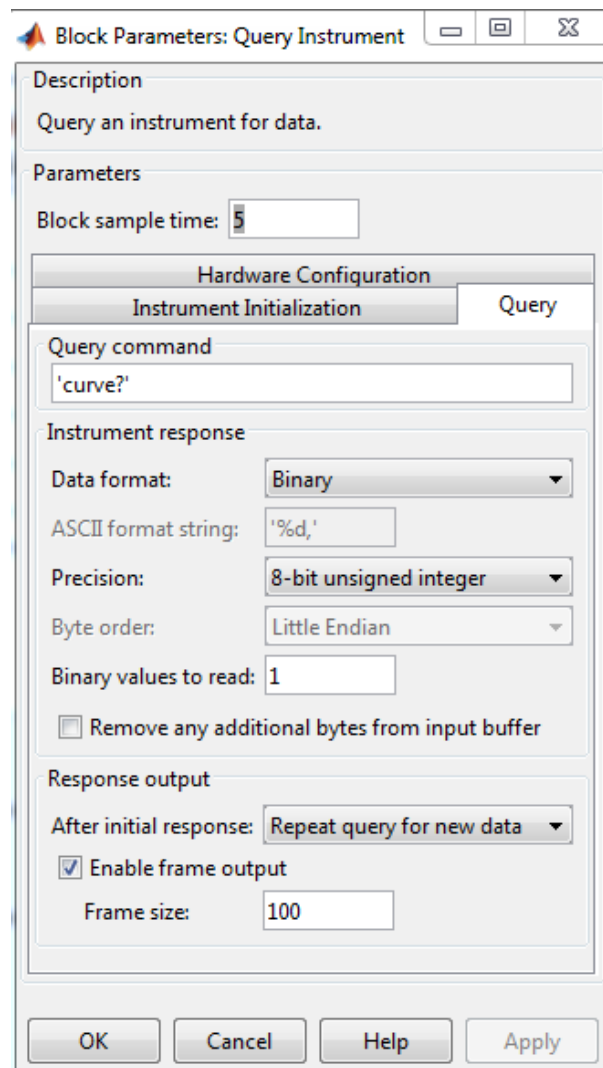 Block Parameters: Query Instrument
Description
Query an instrument for data.
Parameters
Block sample time: 5
Hardware Configuration
Instrument Initialization Query
Query command
'curve?'
Instrument response
Data format: Binary
ASCII format string: '%d,'
Precision: 8-bit unsigned integer
Byte order: Little Endian
Binary values to read: 1
Remove any additional bytes from input buffer
Response output
After initial response: Repeat query for new data
Enable frame output
Frame size: 100
OK Cancel Help Apply